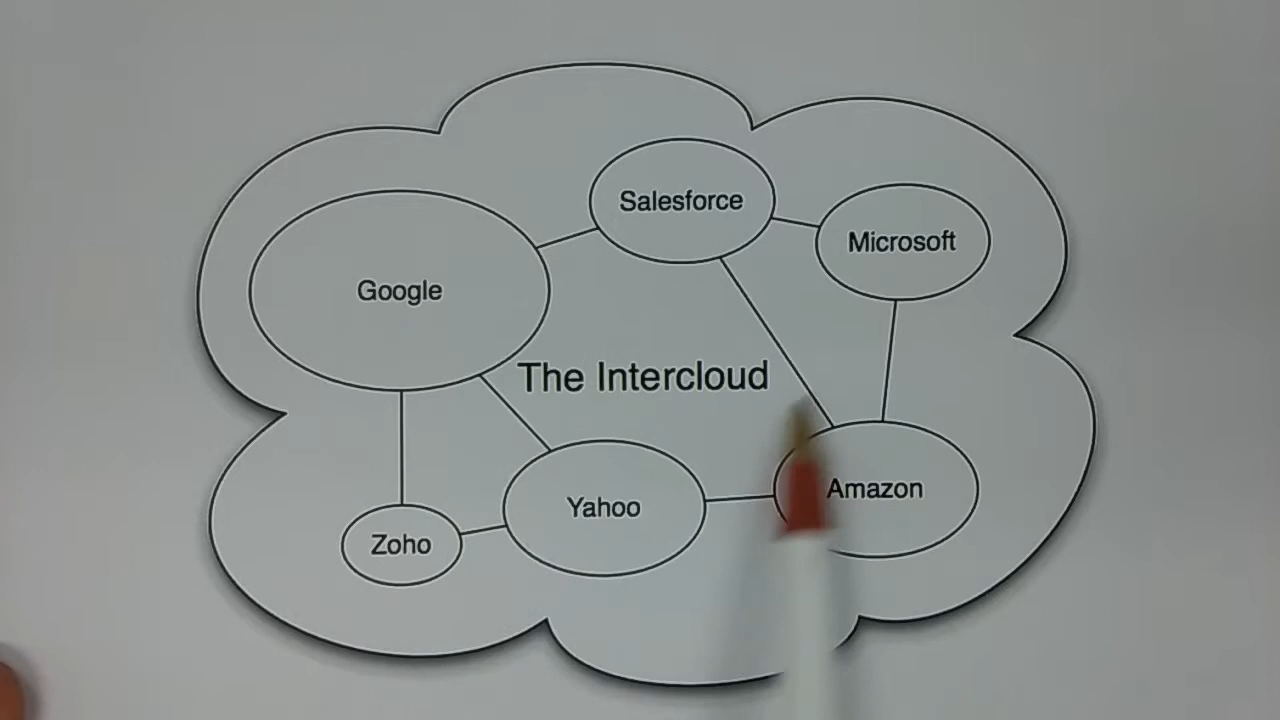 Salesforce
Microsoft
Google
The Intercloud
Amazon
Yahoo
Zoho